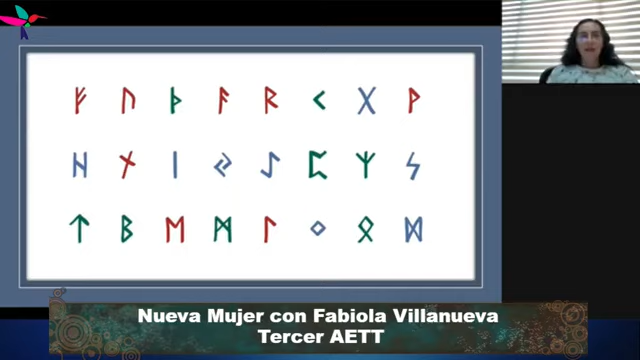 ᚠ ᚢ ᚦ ᚨ ᚱ ᚲ ᚷ ᚹ
ᚻ ᚾ ᛁ ᛃ ᛇ ᛈ ᛉ ᛋ
ᛏ ᛒ ᛖ ᛗ ᛚ ᛜ ᛟ ᛞ
Nueva Mujer con Fabiola Villanueva
Tercer AETT